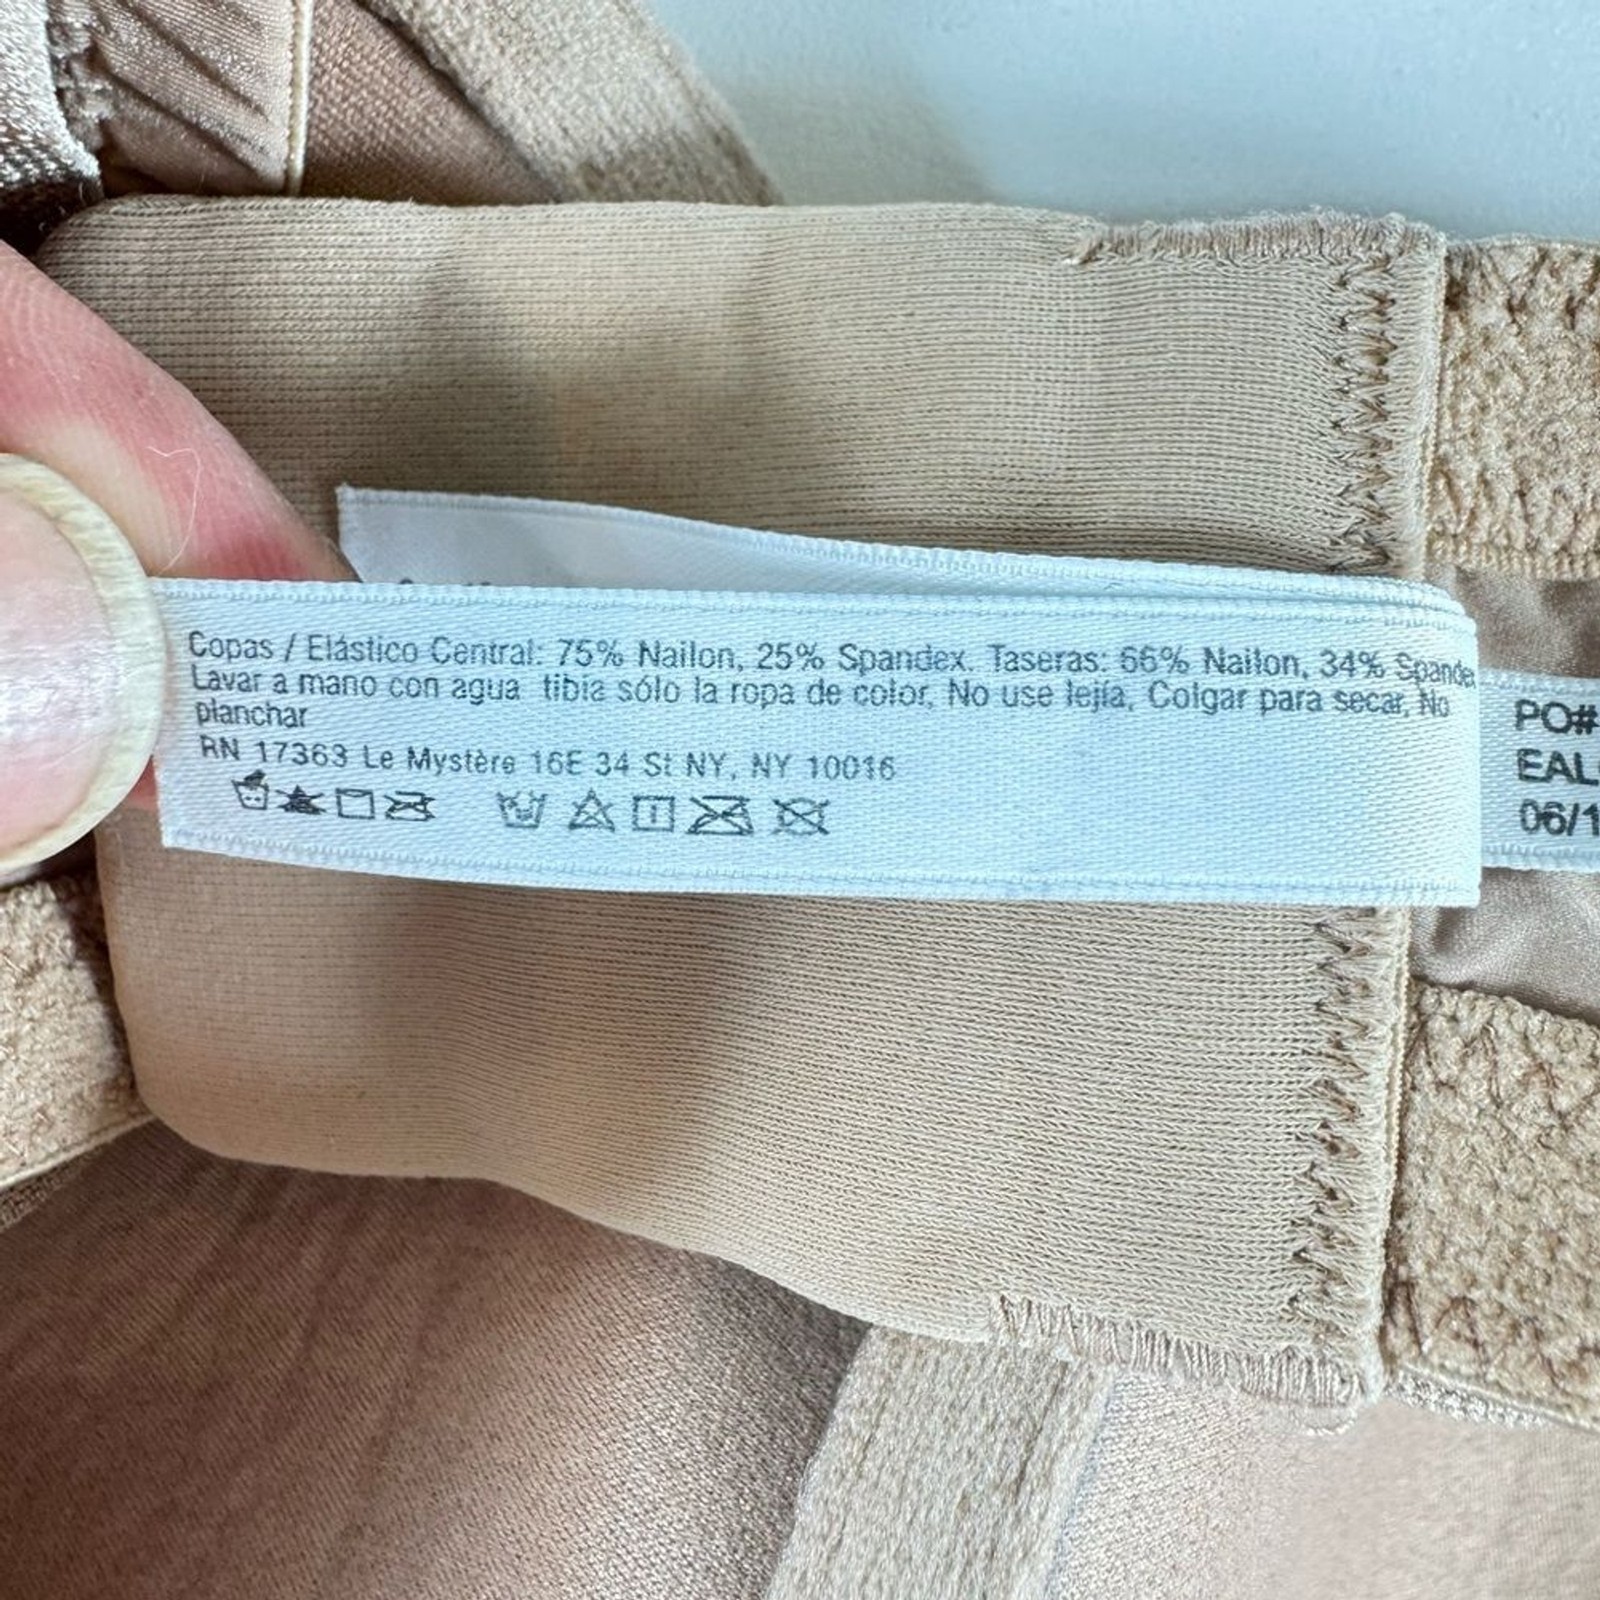 Copas / Elástico Central: 75% Nailon, 25% Spandex. Taseras: 66% Nailon, 34% Spandex
Lavar a mano con agua tibia sólo la ropa de color, No use lejía, Colgar para secar, No
planchar
RN 17363 Le Mystère 16E 34 St NY, NY 10016
PO#
EAL
06/1